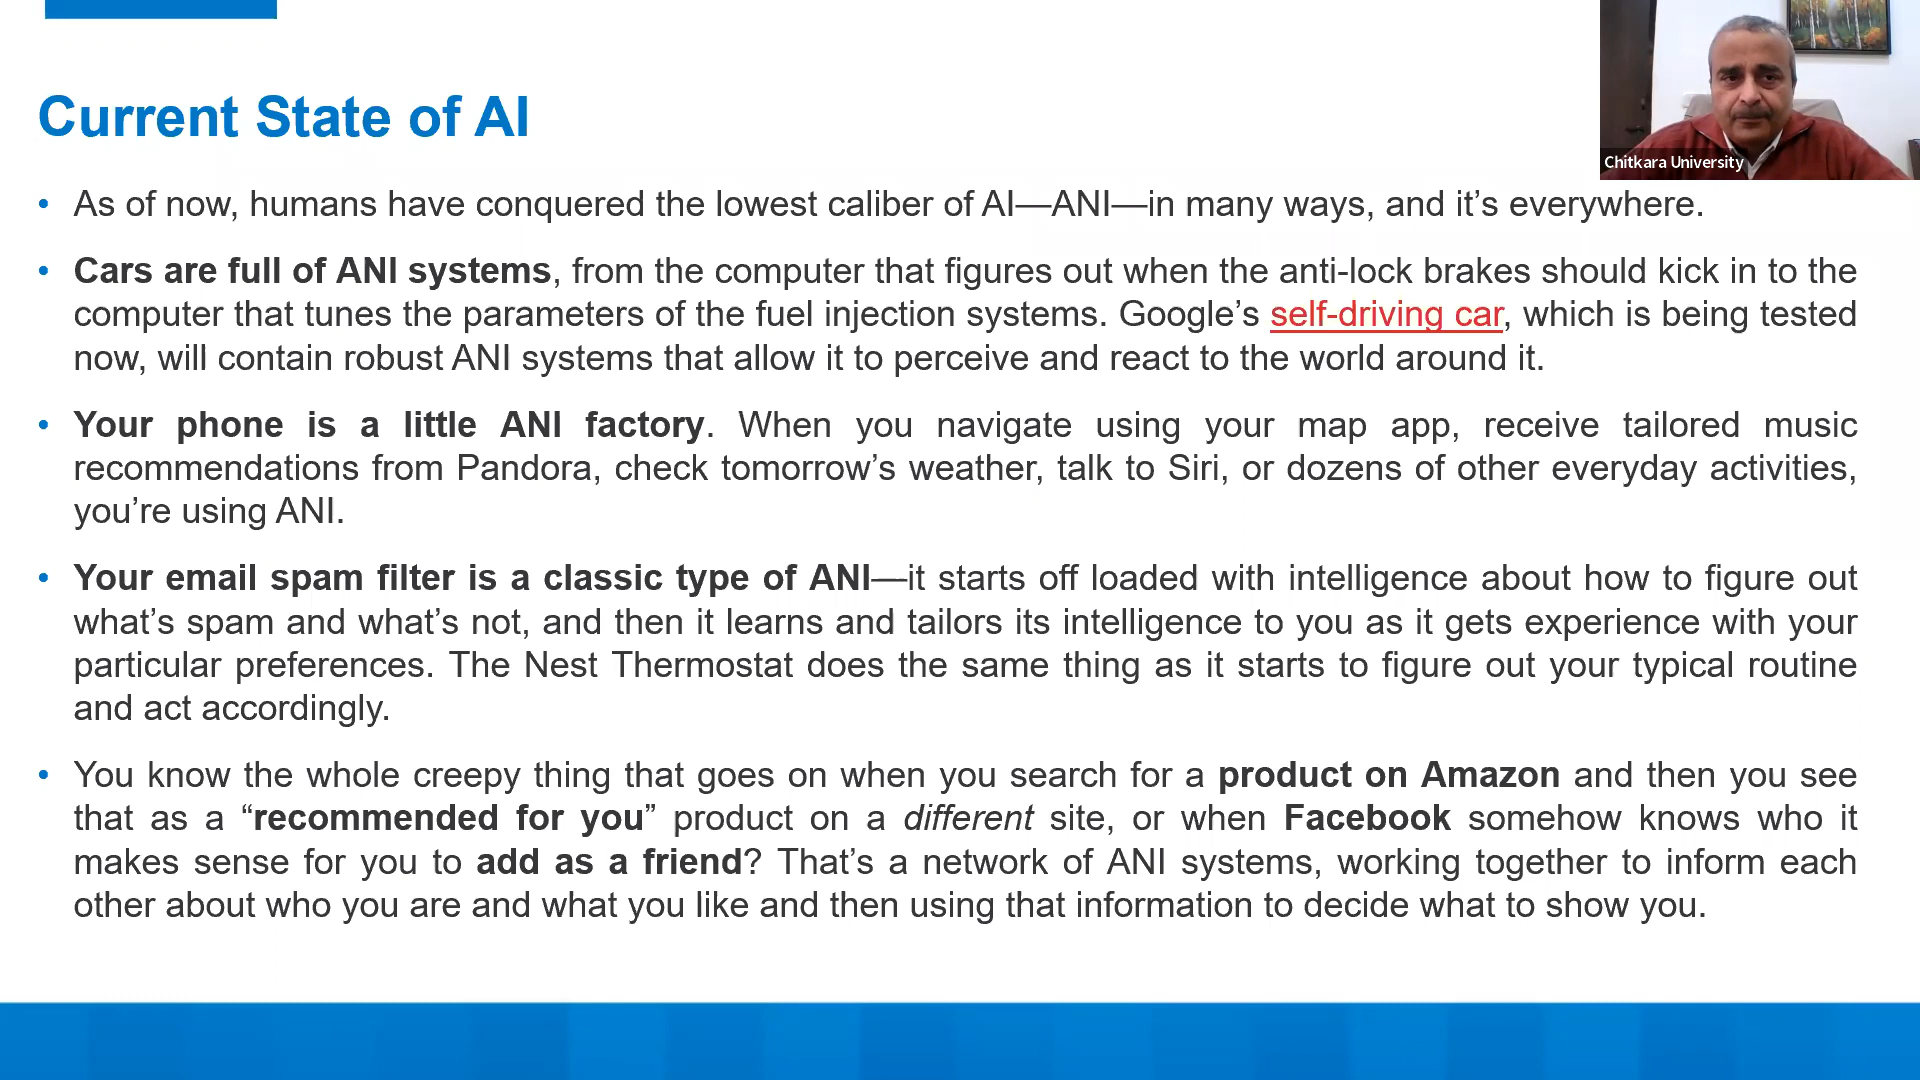 Current State of AI
Chitkara University
• As of now, humans have conquered the lowest caliber of AI—ANI—in many ways, and it’s everywhere.
• Cars are full of ANI systems, from the computer that figures out when the anti-lock brakes should kick in to the
computer that tunes the parameters of the fuel injection systems. Google’s self-driving car, which is being tested
now, will contain robust ANI systems that allow it to perceive and react to the world around it.
• Your phone is a little ANI factory. When you navigate using your map app, receive tailored music
recommendations from Pandora, check tomorrow’s weather, talk to Siri, or dozens of other everyday activities,
you’re using ANI.
• Your email spam filter is a classic type of ANI—it starts off loaded with intelligence about how to figure out
what’s spam and what’s not, and then it learns and tailors its intelligence to you as it gets experience with your
particular preferences. The Nest Thermostat does the same thing as it starts to figure out your typical routine
and act accordingly.
• You know the whole creepy thing that goes on when you search for a product on Amazon and then you see
that as a “recommended for you” product on a different site, or when Facebook somehow knows who it
makes sense for you to add as a friend? That’s a network of ANI systems, working together to inform each
other about who you are and what you like and then using that information to decide what to show you.